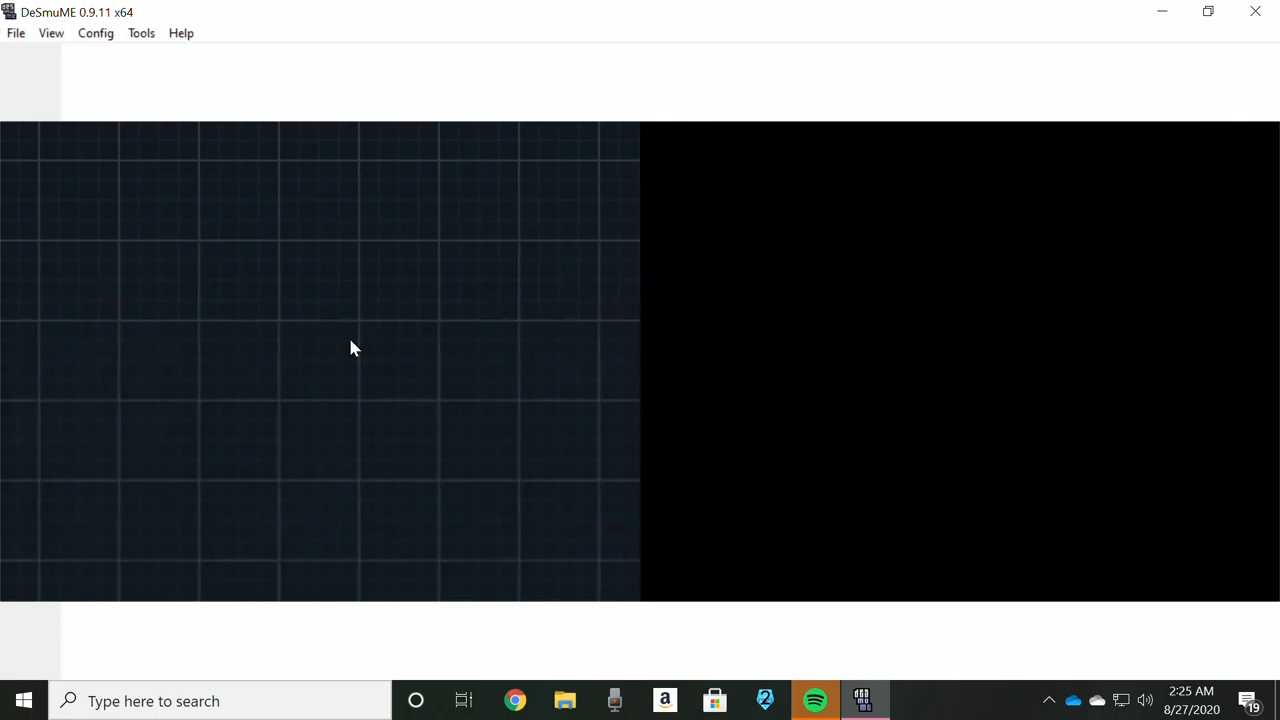 DeSmuME 0.9.11 x64
File View Config Tools Help
Type here to search
a
2
2:25 AM
8/27/2020
19